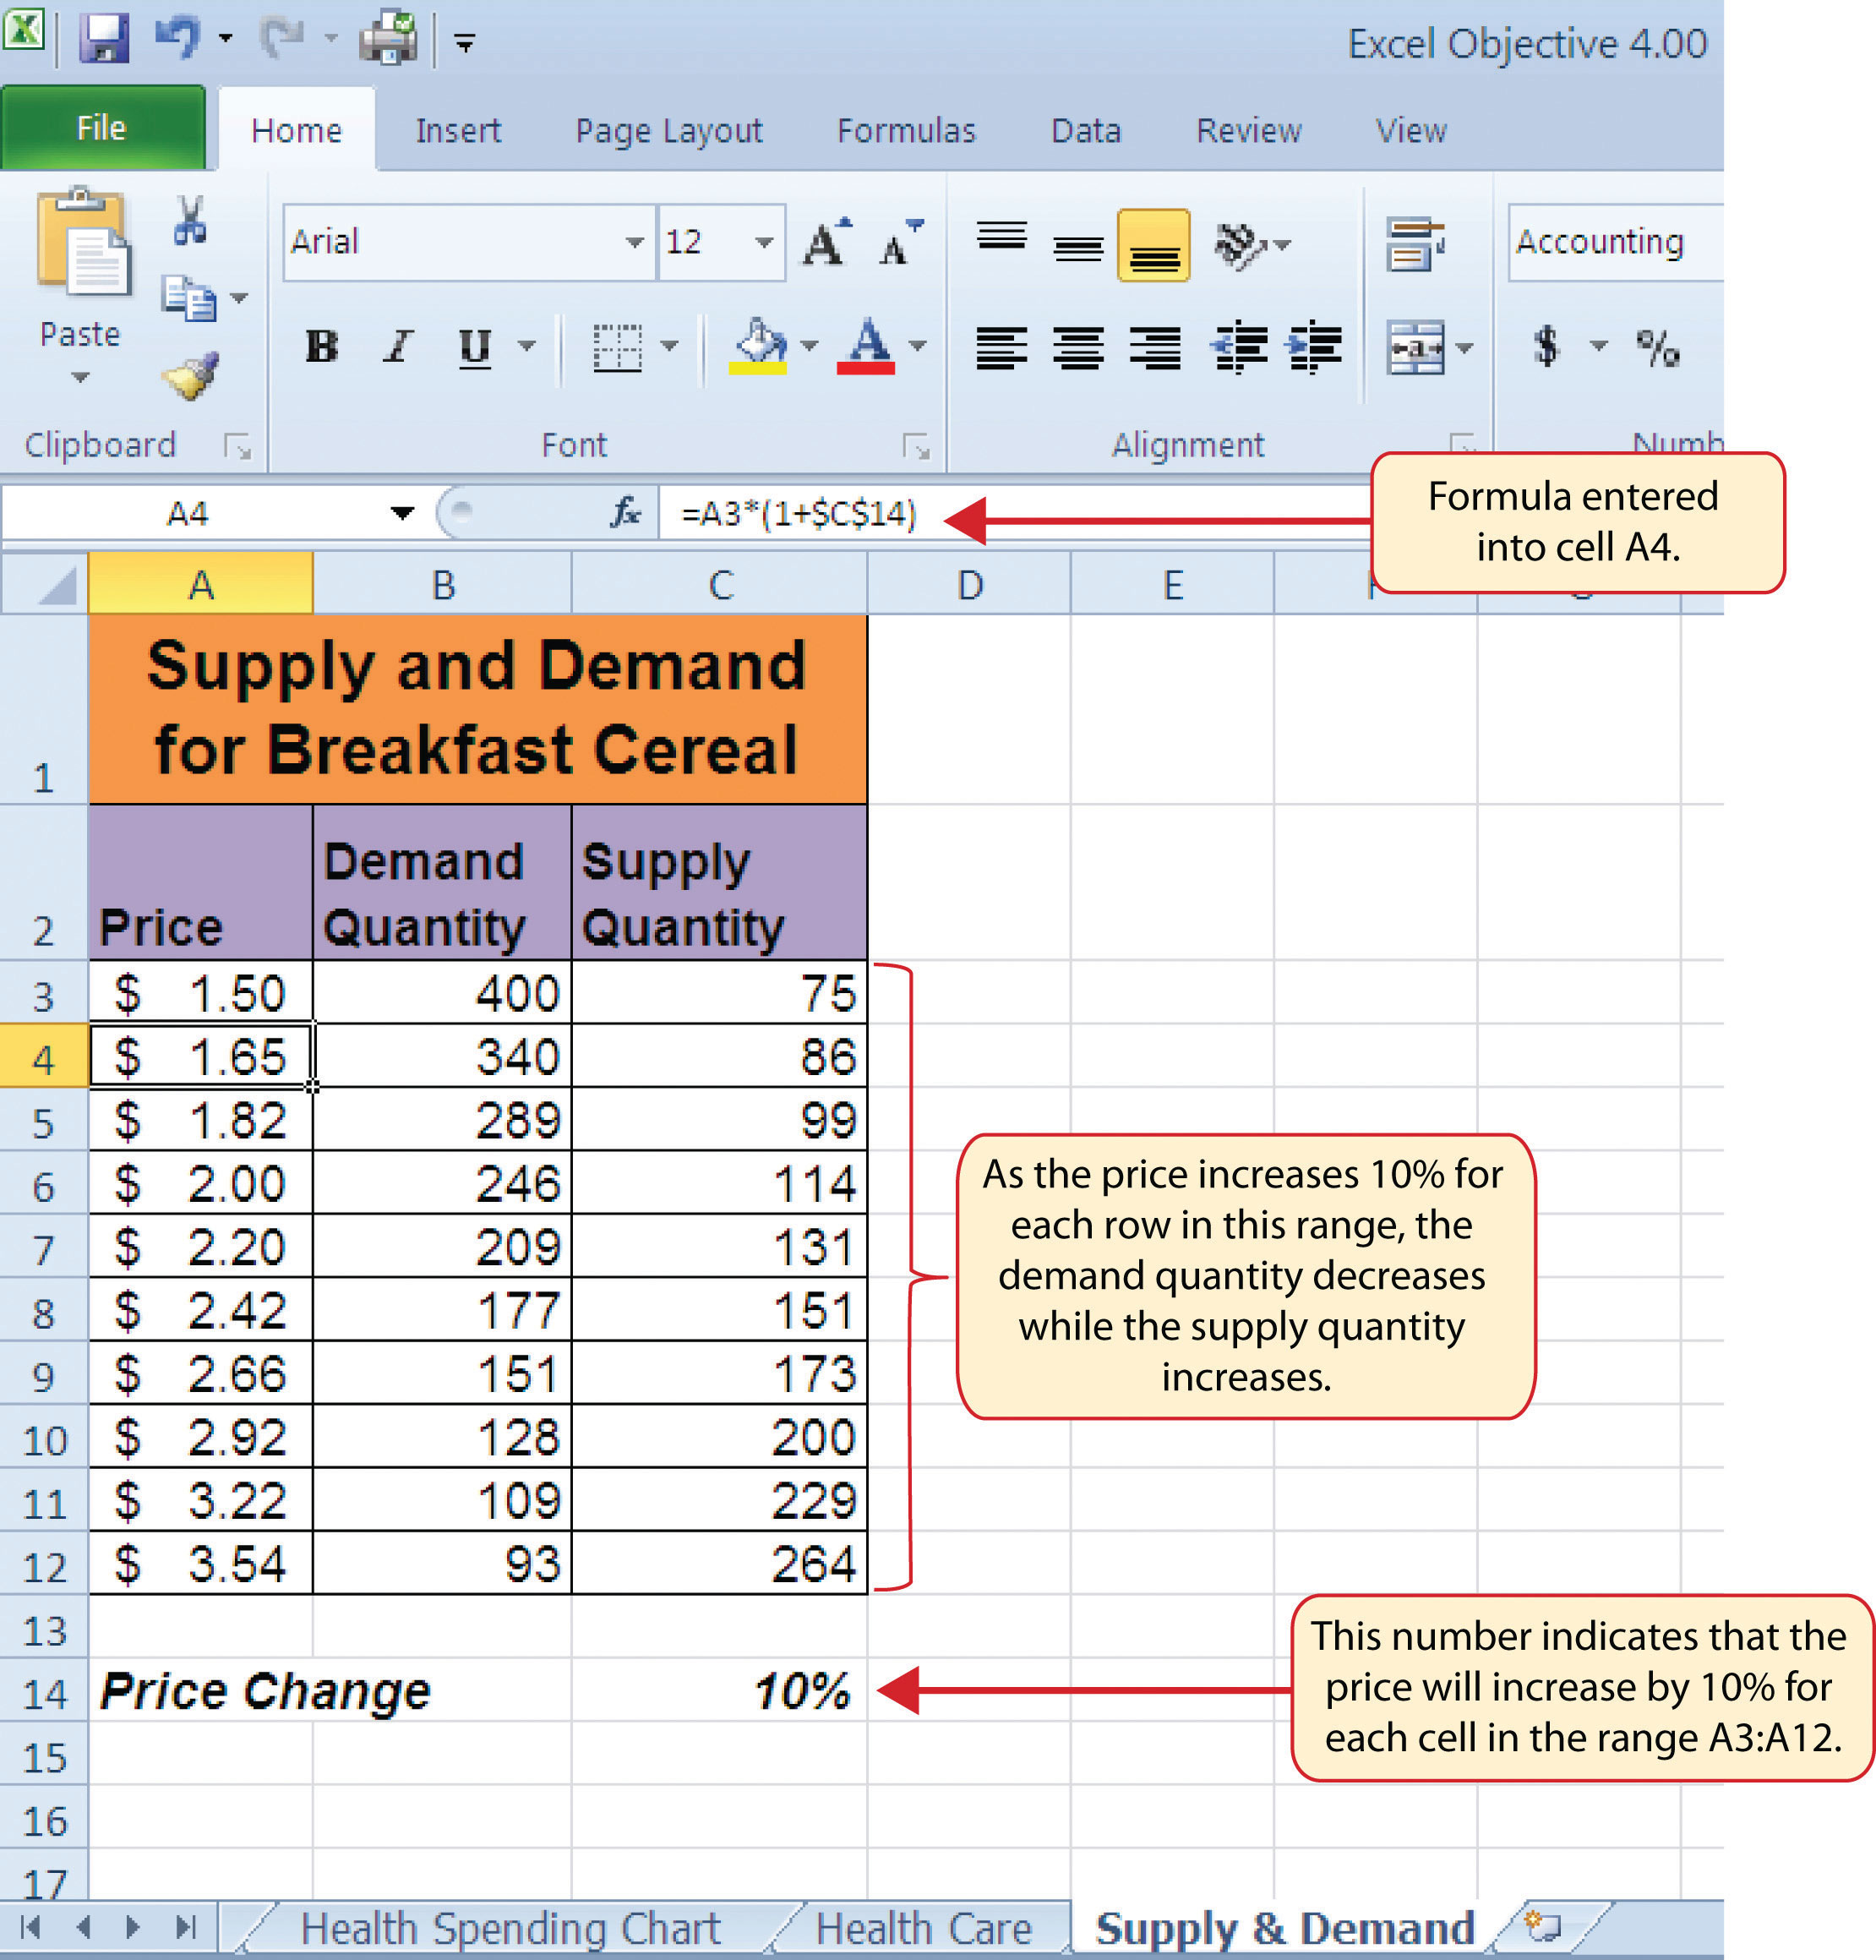 Excel Objective 4.00
File Home Insert Page Layout Formulas Data Review View
Arial 12 A A Accounting
Paste B I U A a $ %
Clipboard Font Alignment Numb
A4 fx =A3*(1+$C$14)
Formula entered
into cell A4.
A B C D E
1 Supply and Demand
for Breakfast Cereal
2 Price Demand Quantity Supply Quantity
3 $ 1.50 400 75
4 $ 1.65 340 86
5 $ 1.82 289 99
6 $ 2.00 246 114
7 $ 2.20 209 131
8 $ 2.42 177 151
9 $ 2.66 151 173
10 $ 2.92 128 200
11 $ 3.22 109 229
12 $ 3.54 93 264
As the price increases 10% for
each row in this range, the
demand quantity decreases
while the supply quantity
increases.
13
14 Price Change 10%
This number indicates that the
price will increase by 10% for
each cell in the range A3:A12.
15
16
17
Health Spending Chart Health Care Supply & Demand